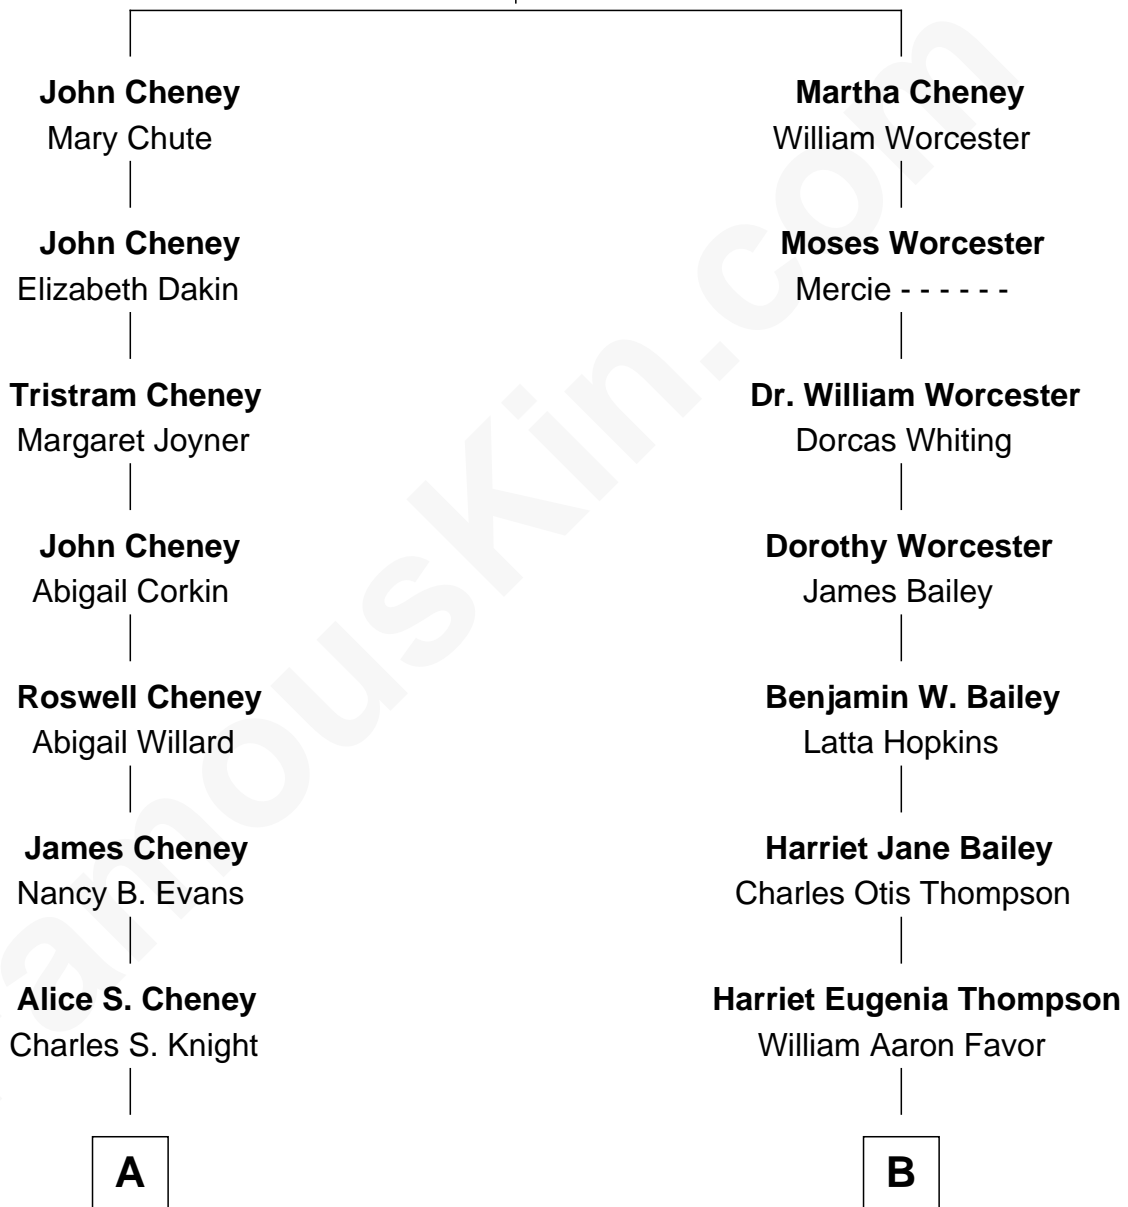 John Cheney
Mary Chute
John Cheney
Elizabeth Dakin
Tristram Cheney
Margaret Joyner
John Cheney
Abigail Corkin
Roswell Cheney
Abigail Willard
James Cheney
Nancy B. Evans
Alice S. Cheney
Charles S. Knight
A
Martha Cheney
William Worcester
Moses Worcester
Mercie - - - - - -
Dr. William Worcester
Dorcas Whiting
Dorothy Worcester
James Bailey
Benjamin W. Bailey
Latta Hopkins
Harriet Jane Bailey
Charles Otis Thompson
Harriet Eugenia Thompson
William Aaron Favor
B
amousKin.com